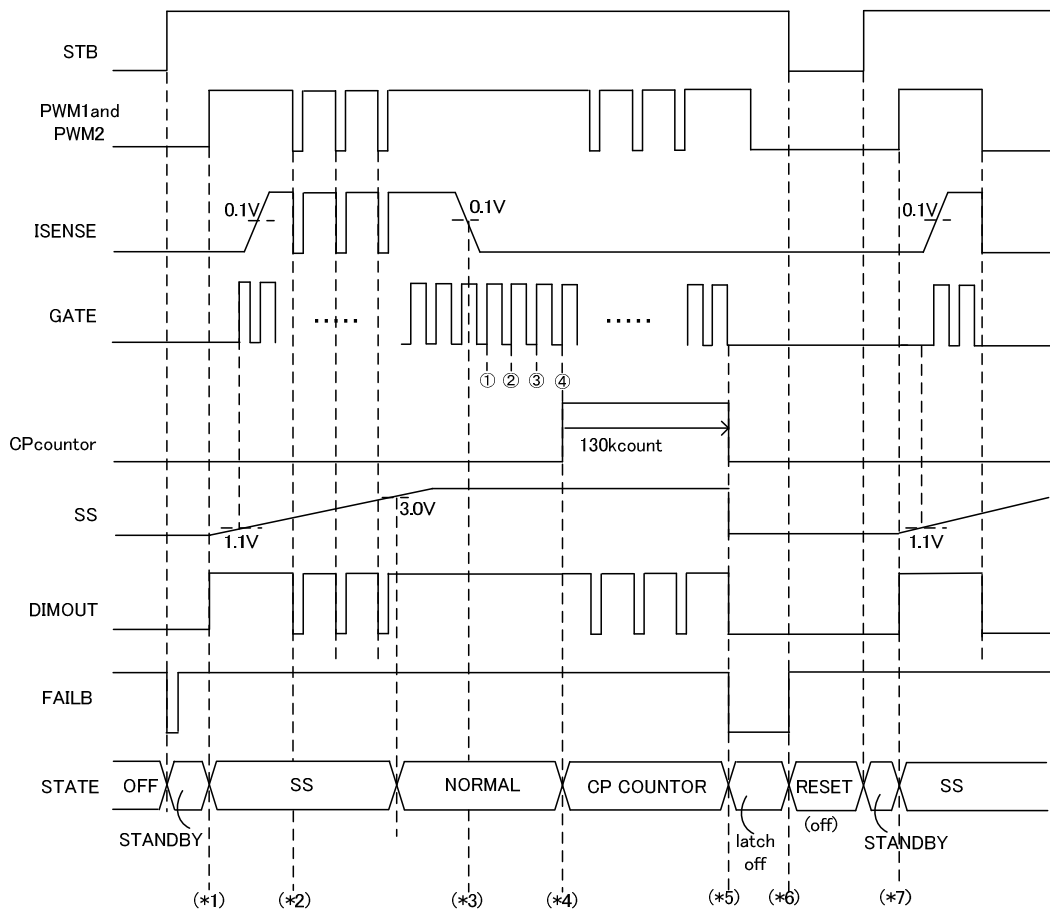 STB
PWM1and
PWM2
0.1V
0.1V
0.1V
ISENSE
GATE
.....
.....
① ② ③ ④
CPcountor
130kcount
SS
3.0V
1.1V
1.1V
DIMOUT
FAILB
STATE
OFF
SS
NORMAL
CP COUNTOR
RESET
SS
STANDBY
latch
off
(off)
STANDBY
(*1)
(*2)
(*3)
(*4)
(*5)
(*6)
(*7)